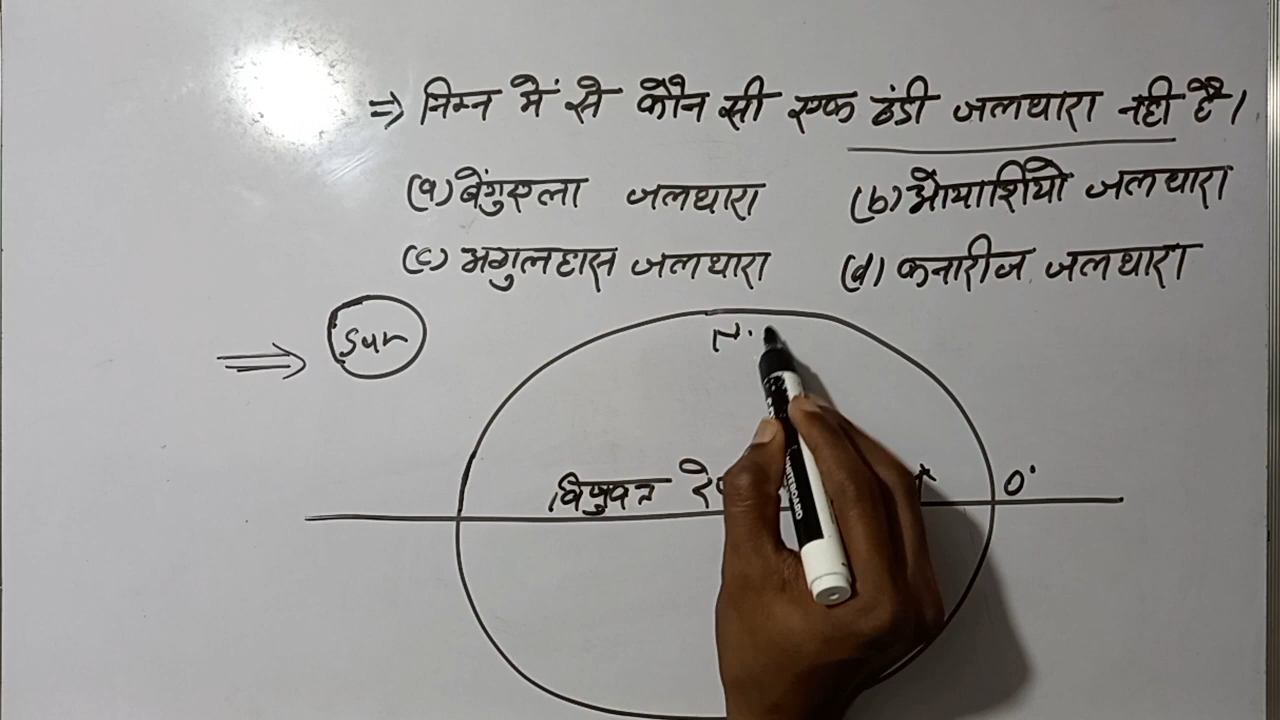 => निम्न में से कौन सी एक ठंडी जलधारा नही है।
(a) बेंगुएला जलधारा (b) ओयाशियो जलधारा
(c) अगुलहास जलधारा (d) कनारीज जलधारा
Sun
N.
विषुवत 0°